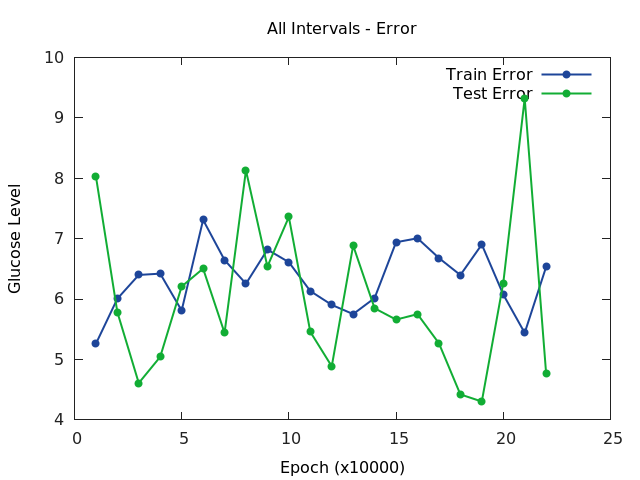 All Intervals - Error
10
9
8
7
6
5
4
Glucose Level
Train Error
Test Error
0 5 10 15 20 25
Epoch (x10000)